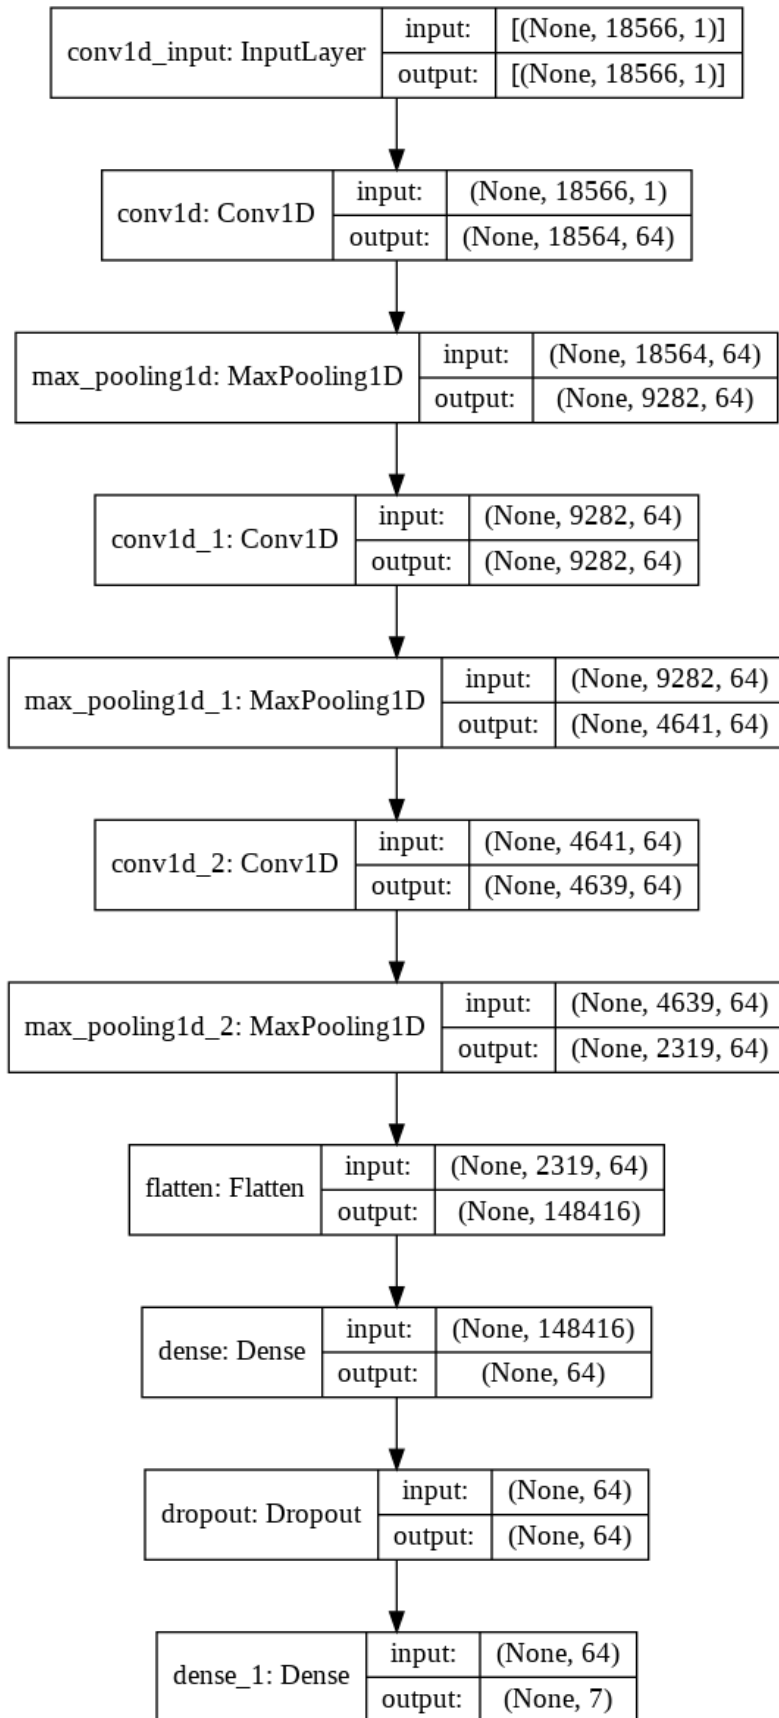 conv1d_input: InputLayer
input: [(None, 18566, 1)]
output: [(None, 18566, 1)]
conv1d: Conv1D
input: (None, 18566, 1)
output: (None, 18564, 64)
max_pooling1d: MaxPooling1D
input: (None, 18564, 64)
output: (None, 9282, 64)
conv1d_1: Conv1D
input: (None, 9282, 64)
output: (None, 9282, 64)
max_pooling1d_1: MaxPooling1D
input: (None, 9282, 64)
output: (None, 4641, 64)
conv1d_2: Conv1D
input: (None, 4641, 64)
output: (None, 4639, 64)
max_pooling1d_2: MaxPooling1D
input: (None, 4639, 64)
output: (None, 2319, 64)
flatten: Flatten
input: (None, 2319, 64)
output: (None, 148416)
dense: Dense
input: (None, 148416)
output: (None, 64)
dropout: Dropout
input: (None, 64)
output: (None, 64)
dense_1: Dense
input: (None, 64)
output: (None, 7)